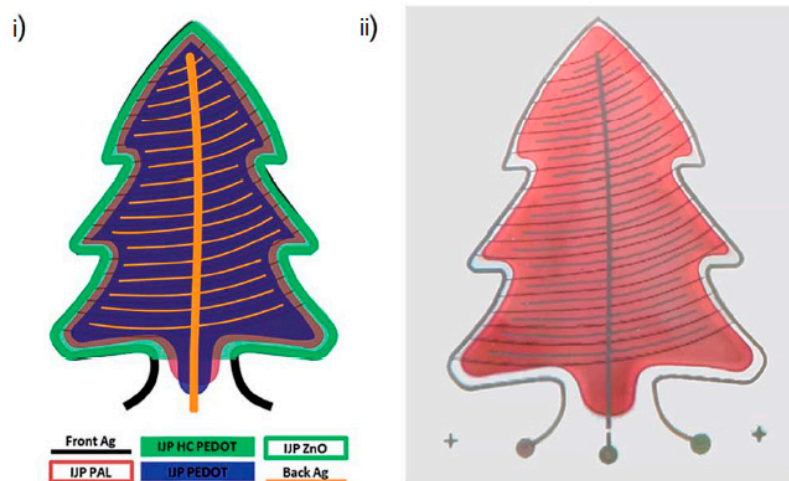 i)
ii)
Front Ag
IJP HC PEDOT
IJP ZnO
IJP PAL
IJP PEDOT
Back Ag